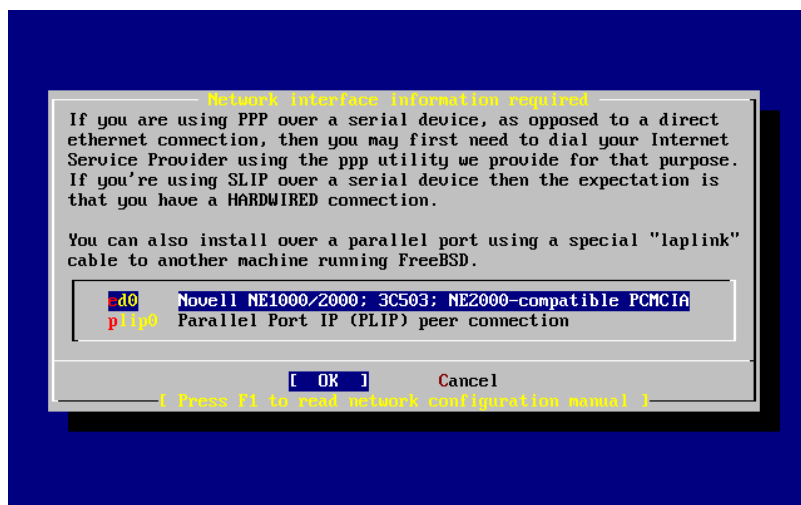 Network interface information required
If you are using PPP over a serial device, as opposed to a direct
ethernet connection, then you may first need to dial your Internet
Service Provider using the ppp utility we provide for that purpose.
If you're using SLIP over a serial device then the expectation is
that you have a HARDWIRED connection.
You can also install over a parallel port using a special "laplink"
cable to another machine running FreeBSD.
ed0 Novell NE1000/2000; 3C503; NE2000-compatible PCMCIA
plip0 Parallel Port IP (PLIP) peer connection
[ OK ] Cancel
[ Press F1 to read network configuration manual ]